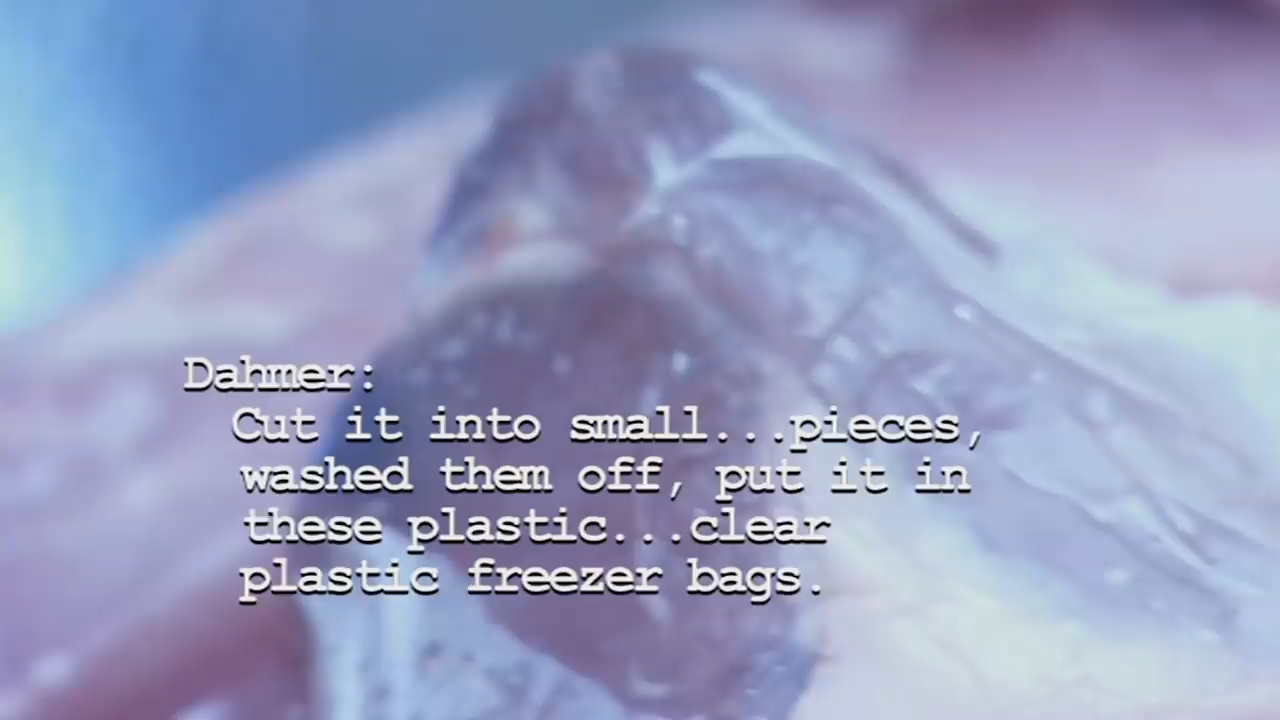 Dahmer:
Cut it into small...pieces,
washed them off, put it in
these plastic...clear
plastic freezer bags.